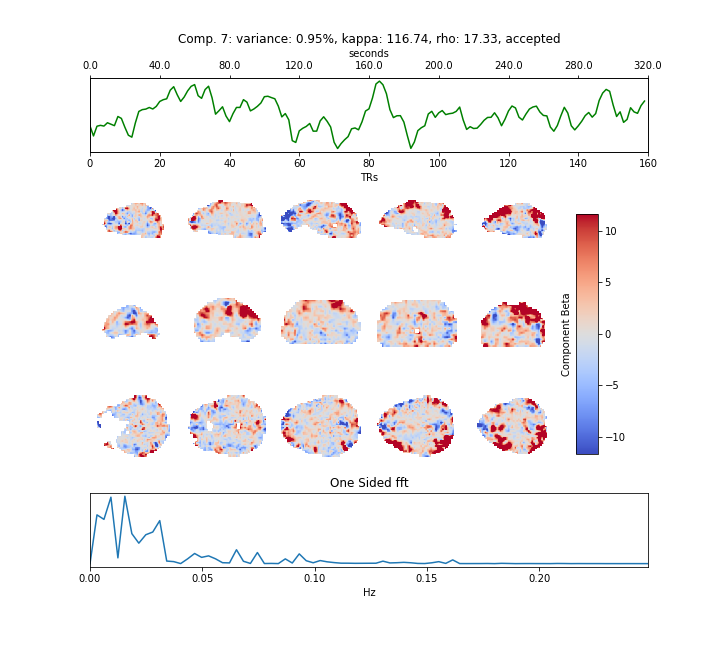 Comp. 7: variance: 0.95%, kappa: 116.74, rho: 17.33, accepted
seconds
0.0 40.0 80.0 120.0 160.0 200.0 240.0 280.0 320.0
0 20 40 60 80 100 120 140 160
TRs
10
5
0
−5
−10
Component Beta
One Sided fft
0.00 0.05 0.10 0.15 0.20
Hz